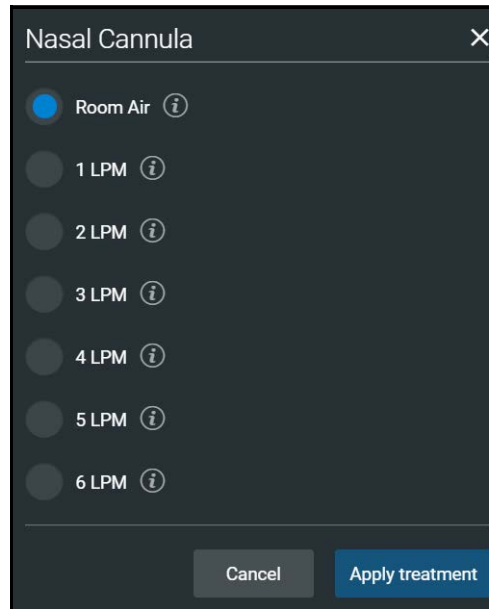 Nasal Cannula
Room Air
1 LPM
2 LPM
3 LPM
4 LPM
5 LPM
6 LPM
Cancel Apply treatment